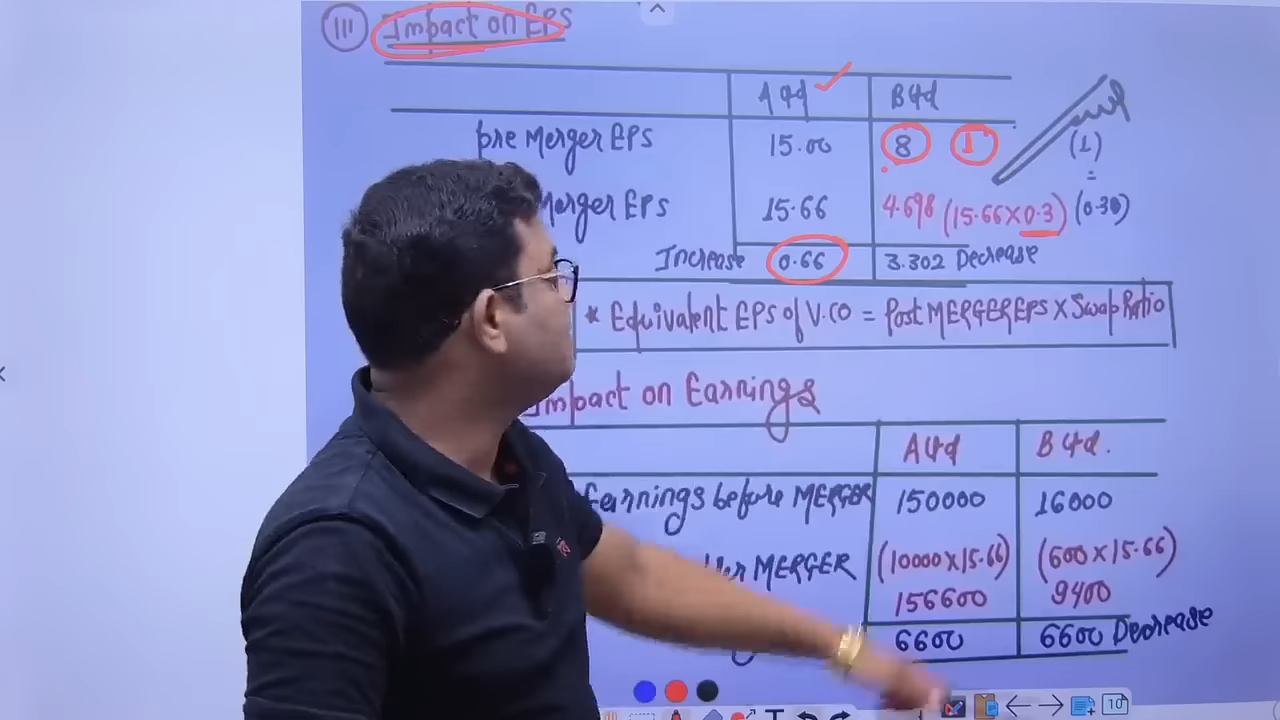 III Impact on EPS
A Ltd B Ltd
pre Merger EPS 15.00 8 1 (1)
Merger EPS 15.66 4.698 (15.66×0.3) (0.30)
Increase 0.66 3.302 Decrease
* Equivalent EPS of V.CO = Post MERGER EPS × Swap Ratio
Impact on Earnings
A Ltd B Ltd.
Earnings before MERGER 150000 16000
MERGER (10000×15.66) (600×15.66)
156600 9400
6600 6600 Decrease
T 10